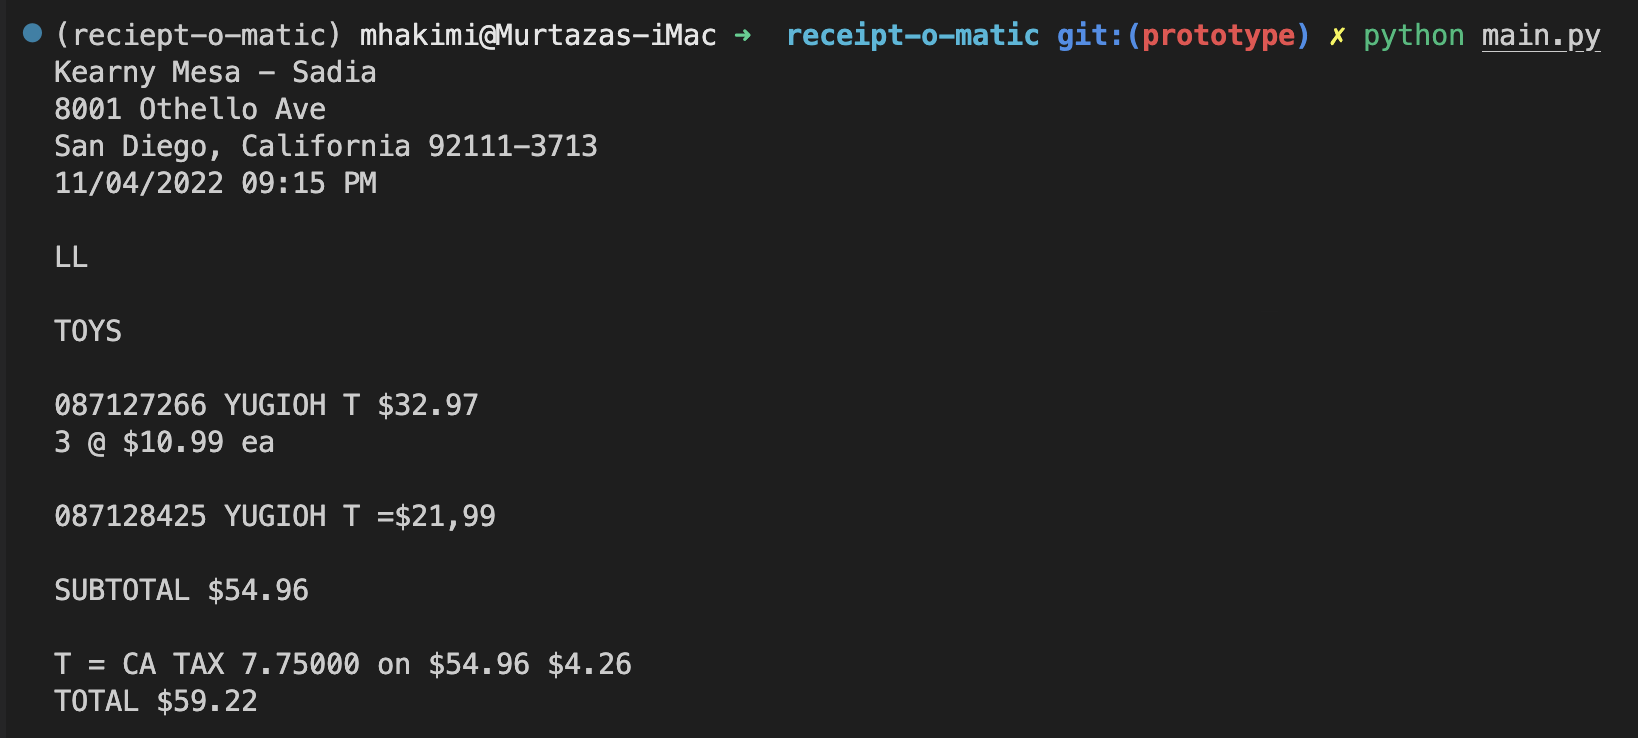 (reciept-o-matic) mhakimi@Murtazas-iMac ➜ receipt-o-matic git:(prototype) ✗ python main.py
Kearny Mesa - Sadia
8001 Othello Ave
San Diego, California 92111-3713
11/04/2022 09:15 PM
LL
TOYS
087127266 YUGIOH T $32.97
3 @ $10.99 ea
087128425 YUGIOH T =$21,99
SUBTOTAL $54.96
T = CA TAX 7.75000 on $54.96 $4.26
TOTAL $59.22